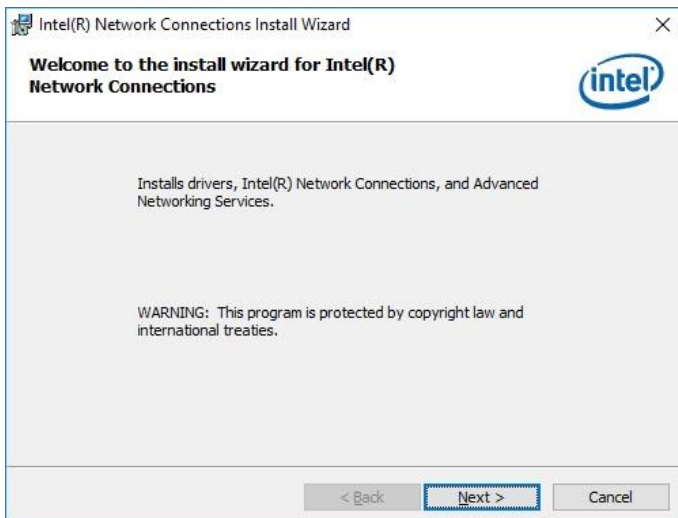 Intel(R) Network Connections Install Wizard
Welcome to the install wizard for Intel(R)
Network Connections
intel
Installs drivers, Intel(R) Network Connections, and Advanced
Networking Services.
WARNING: This program is protected by copyright law and
international treaties.
< Back
Next >
Cancel